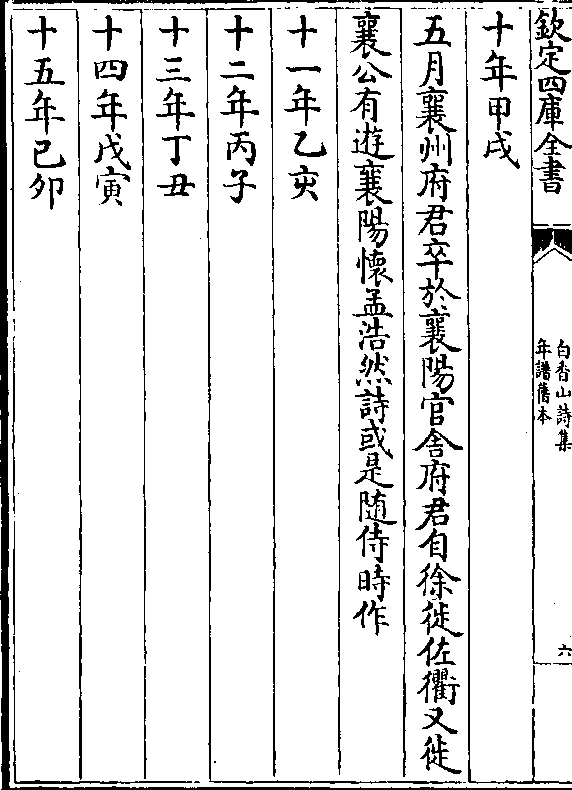 欽定四庫全書
白香山詩集
年譜舊本
六
十年甲戌
五月襄州府君卒於襄陽官舍府君自徐徙佐衢又徙
襄公有遊襄陽懷孟浩然詩或是随侍時作
十一年乙亥
十二年丙子
十三年丁丑
十四年戊寅
十五年己夘